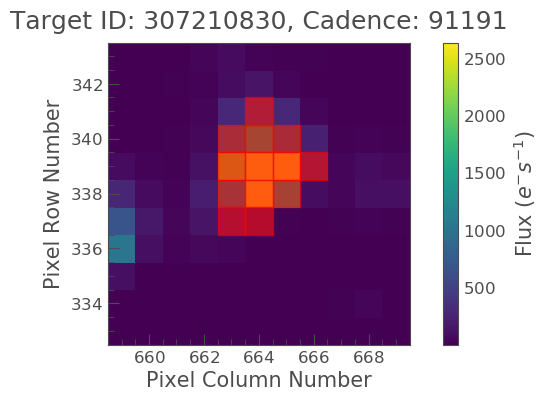 Target ID: 307210830, Cadence: 91191
342
340
338
336
334
660 662 664 666 668
Pixel Row Number
Pixel Column Number
2500
2000
1500
1000
500
Flux (e⁻s⁻¹)